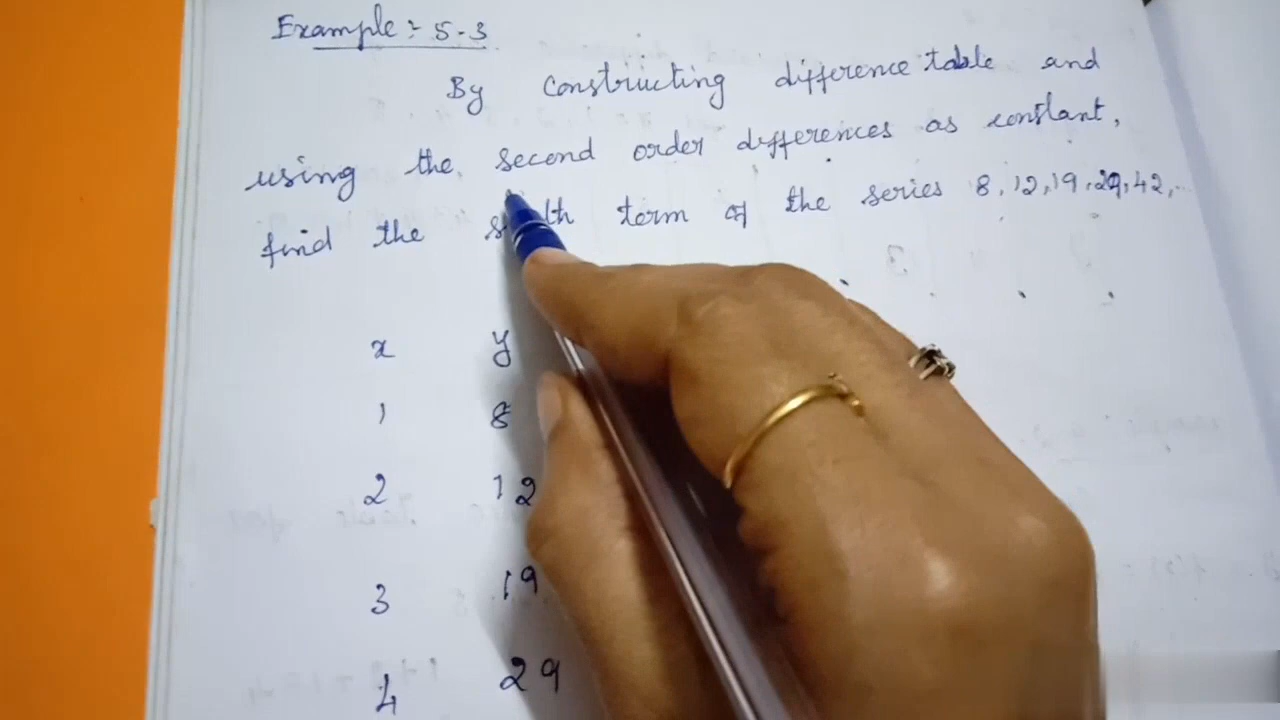 Example :- 5.3
By constructing difference table and
using the second order differences as constant,
find the th term of the series 8, 12, 19, 29, 42, ...
x y
1 8
2 12
3 19
4 29